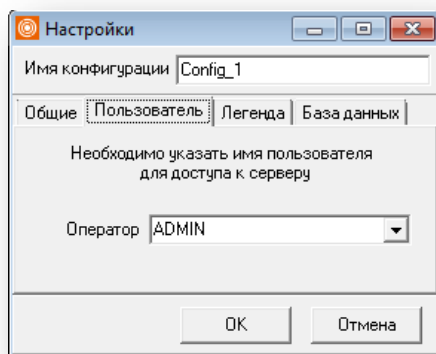 Настройки
Имя конфигурации Config_1
Общие Пользователь Легенда База данных
Необходимо указать имя пользователя
для доступа к серверу
Оператор ADMIN
OK Отмена